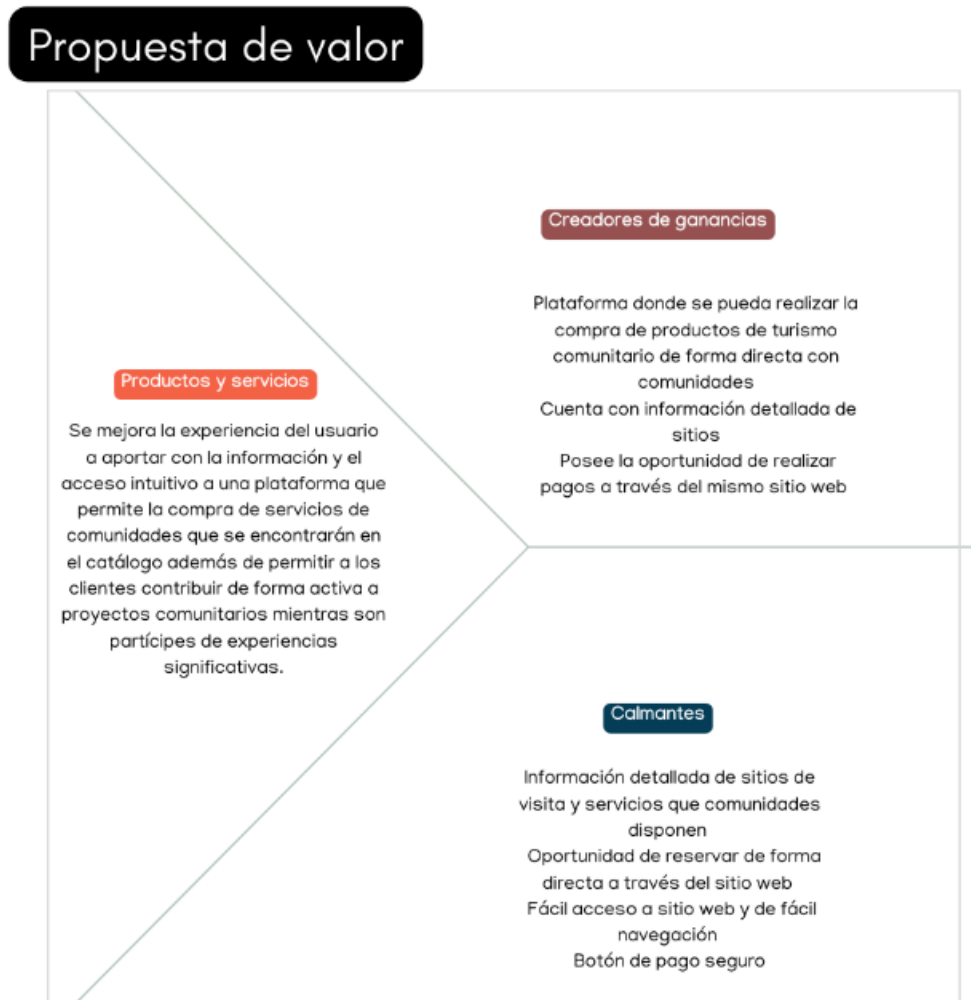 Propuesta de valor
Creadores de ganancias
Plataforma donde se pueda realizar la
compra de productos de turismo
comunitario de forma directa con
comunidades
Cuenta con información detallada de
sitios
Posee la oportunidad de realizar
pagos a través del mismo sitio web
Productos y servicios
Se mejora la experiencia del usuario
a aportar con la información y el
acceso intuitivo a una plataforma que
permite la compra de servicios de
comunidades que se encontrarán en
el catálogo además de permitir a los
clientes contribuir de forma activa a
proyectos comunitarios mientras son
partícipes de experiencias
significativas.
Calmantes
Información detallada de sitios de
visita y servicios que comunidades
disponen
Oportunidad de reservar de forma
directa a través del sitio web
Fácil acceso a sitio web y de fácil
navegación
Botón de pago seguro